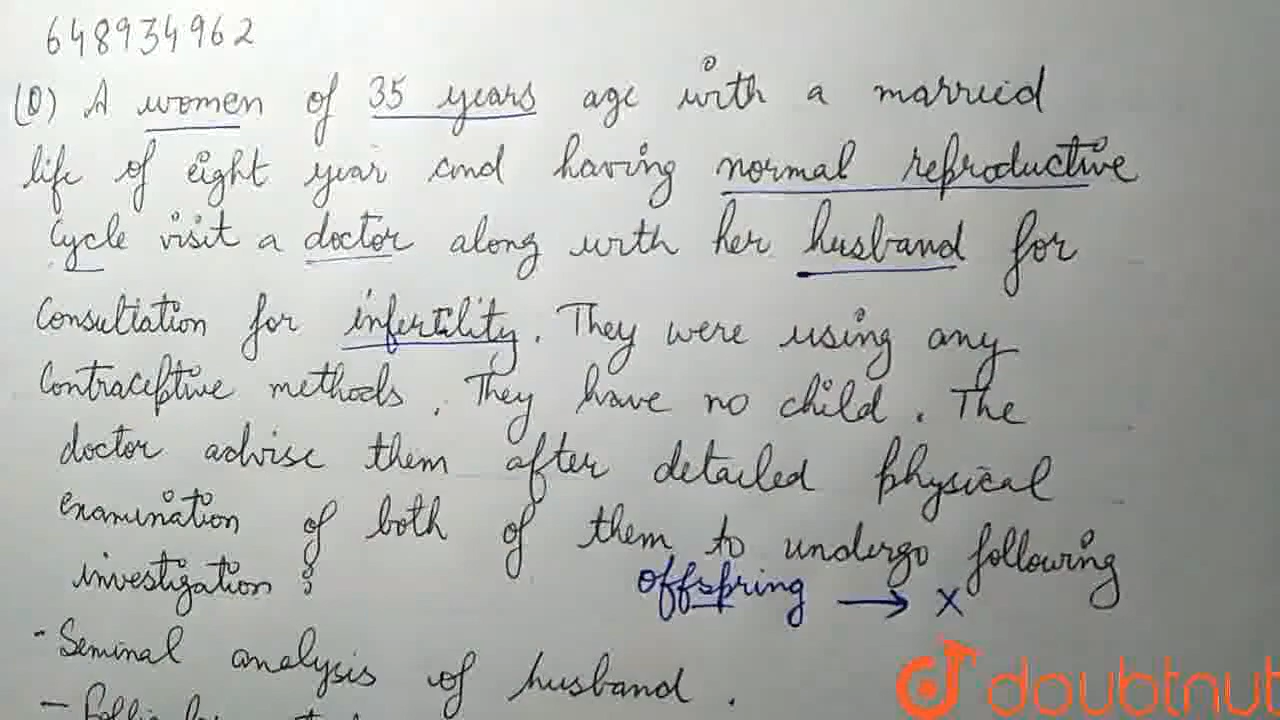 648934962
(Q) A women of 35 years age with a married
life of eight year and having normal reproductive
Cycle visit a doctor along with her husband for
Consultation for infertility. They were using any
Contraceptive methods. They have no child. The
doctor advise them after detailed physical
examination of both of them to undergo following
investigation :
offspring → ×
- Seminal analysis of husband.
-
doubtnut